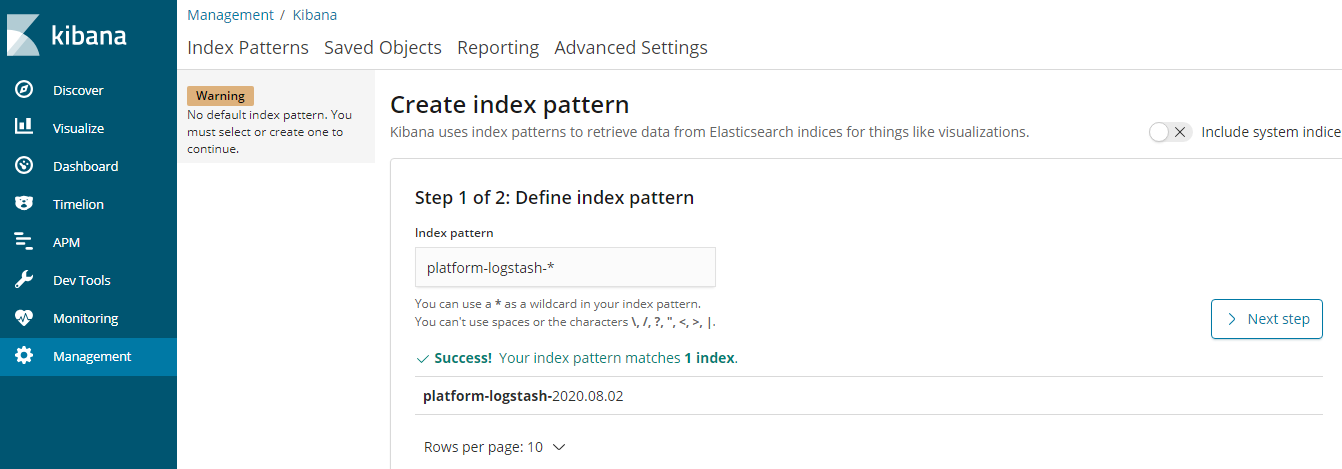 kibana
Discover
Visualize
Dashboard
Timelion
APM
Dev Tools
Monitoring
Management
Management / Kibana
Index Patterns Saved Objects Reporting Advanced Settings
Warning
No default index pattern. You
must select or create one to
continue.
Create index pattern
Kibana uses index patterns to retrieve data from Elasticsearch indices for things like visualizations.
Include system indice
Step 1 of 2: Define index pattern
Index pattern
platform-logstash-*
You can use a * as a wildcard in your index pattern.
You can't use spaces or the characters \, /, ?, ", <, >, |.
Next step
Success! Your index pattern matches 1 index.
platform-logstash-2020.08.02
Rows per page: 10